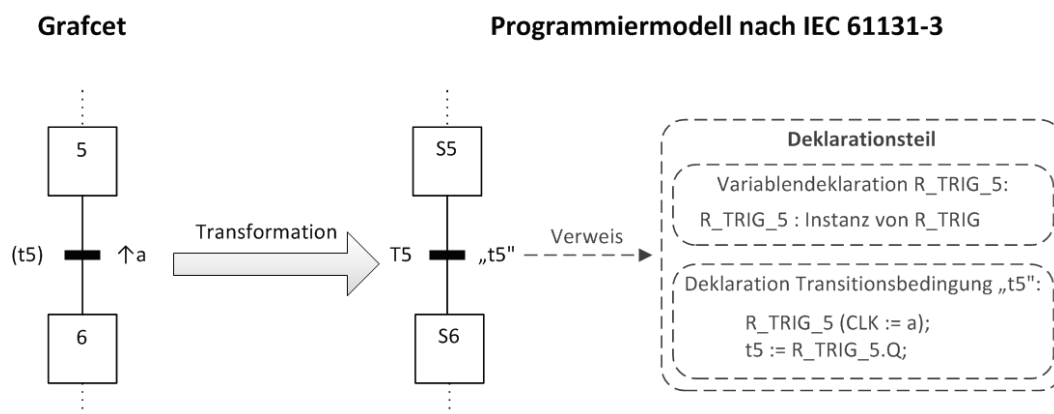 Grafcet
Programmiermodell nach IEC 61131-3
5
(t5)
↑a
6
Transformation
S5
T5
„t5"
S6
Verweis
Deklarationsteil
Variablendeklaration R_TRIG_5:
R_TRIG_5 : Instanz von R_TRIG
Deklaration Transitionsbedingung „t5":
R_TRIG_5 (CLK := a);
t5 := R_TRIG_5.Q;